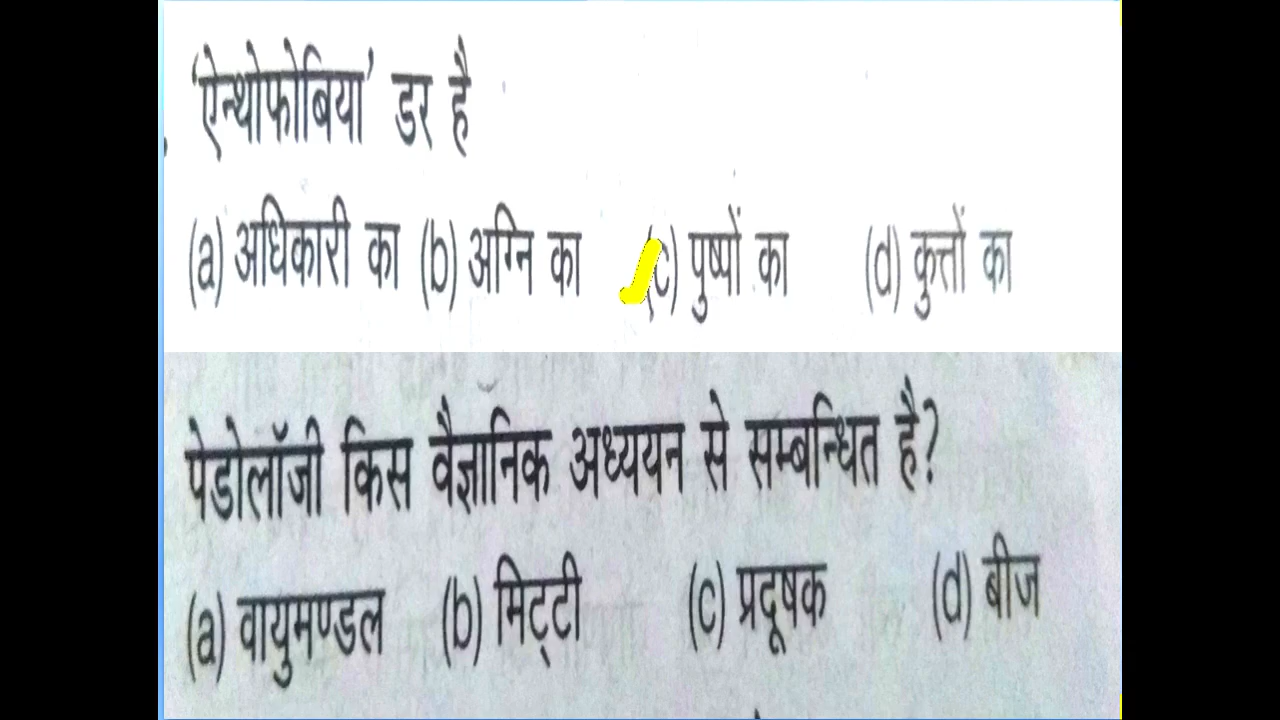 'ऐन्थोफोबिया' डर है
(a) अधिकारी का (b) अग्नि का (c) पुष्पों का (d) कुत्तों का
पेडोलॉजी किस वैज्ञानिक अध्ययन से सम्बन्धित है?
(a) वायुमण्डल (b) मिट्टी (c) प्रदूषक (d) बीज